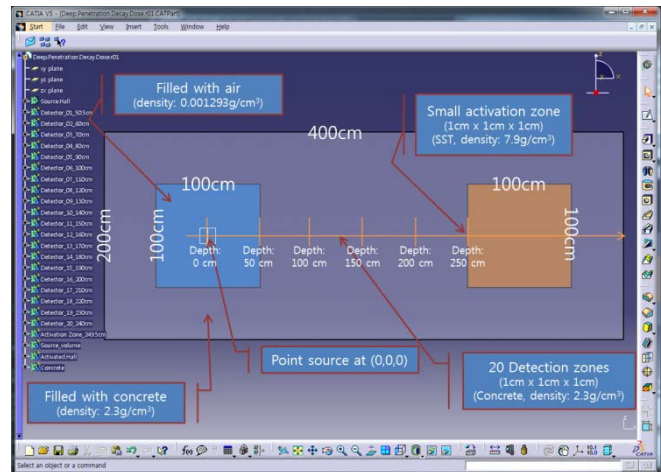 CATIA V5 - [Deep.Penetration.Decay.Dose.r01.CATPart]
Start File Edit View Insert Tools Window Help
Deep.Penetration.Decay.Dose.r01
xy plane
yz plane
zx plane
Source.Hall
Detector_01_50.5cm
Detector_02_60cm
Detector_03_70cm
Detector_04_80cm
Detector_05_90cm
Detector_06_100cm
Detector_07_110cm
Detector_08_120cm
Detector_09_130cm
Detector_10_140cm
Detector_11_150cm
Detector_12_160cm
Detector_13_170cm
Detector_14_180cm
Detector_15_190cm
Detector_16_200cm
Detector_17_210cm
Detector_18_220cm
Detector_19_230cm
Detector_20_240cm
Activation Zone_249.5cm
Source_volume
Activated.Hall
Concrete
Filled with air
(density: 0.001293g/cm³)
Small activation zone
(1cm x 1cm x 1cm)
(SST, density: 7.9g/cm³)
400cm
100cm
100cm
200cm
100cm
100cm
Depth:
0 cm
Depth:
50 cm
Depth:
100 cm
Depth:
150 cm
Depth:
200 cm
Depth:
250 cm
Point source at (0,0,0)
20 Detection zones
(1cm x 1cm x 1cm)
(Concrete, density: 2.3g/cm³)
Filled with concrete
(density: 2.3g/cm³)
Select an object or a command